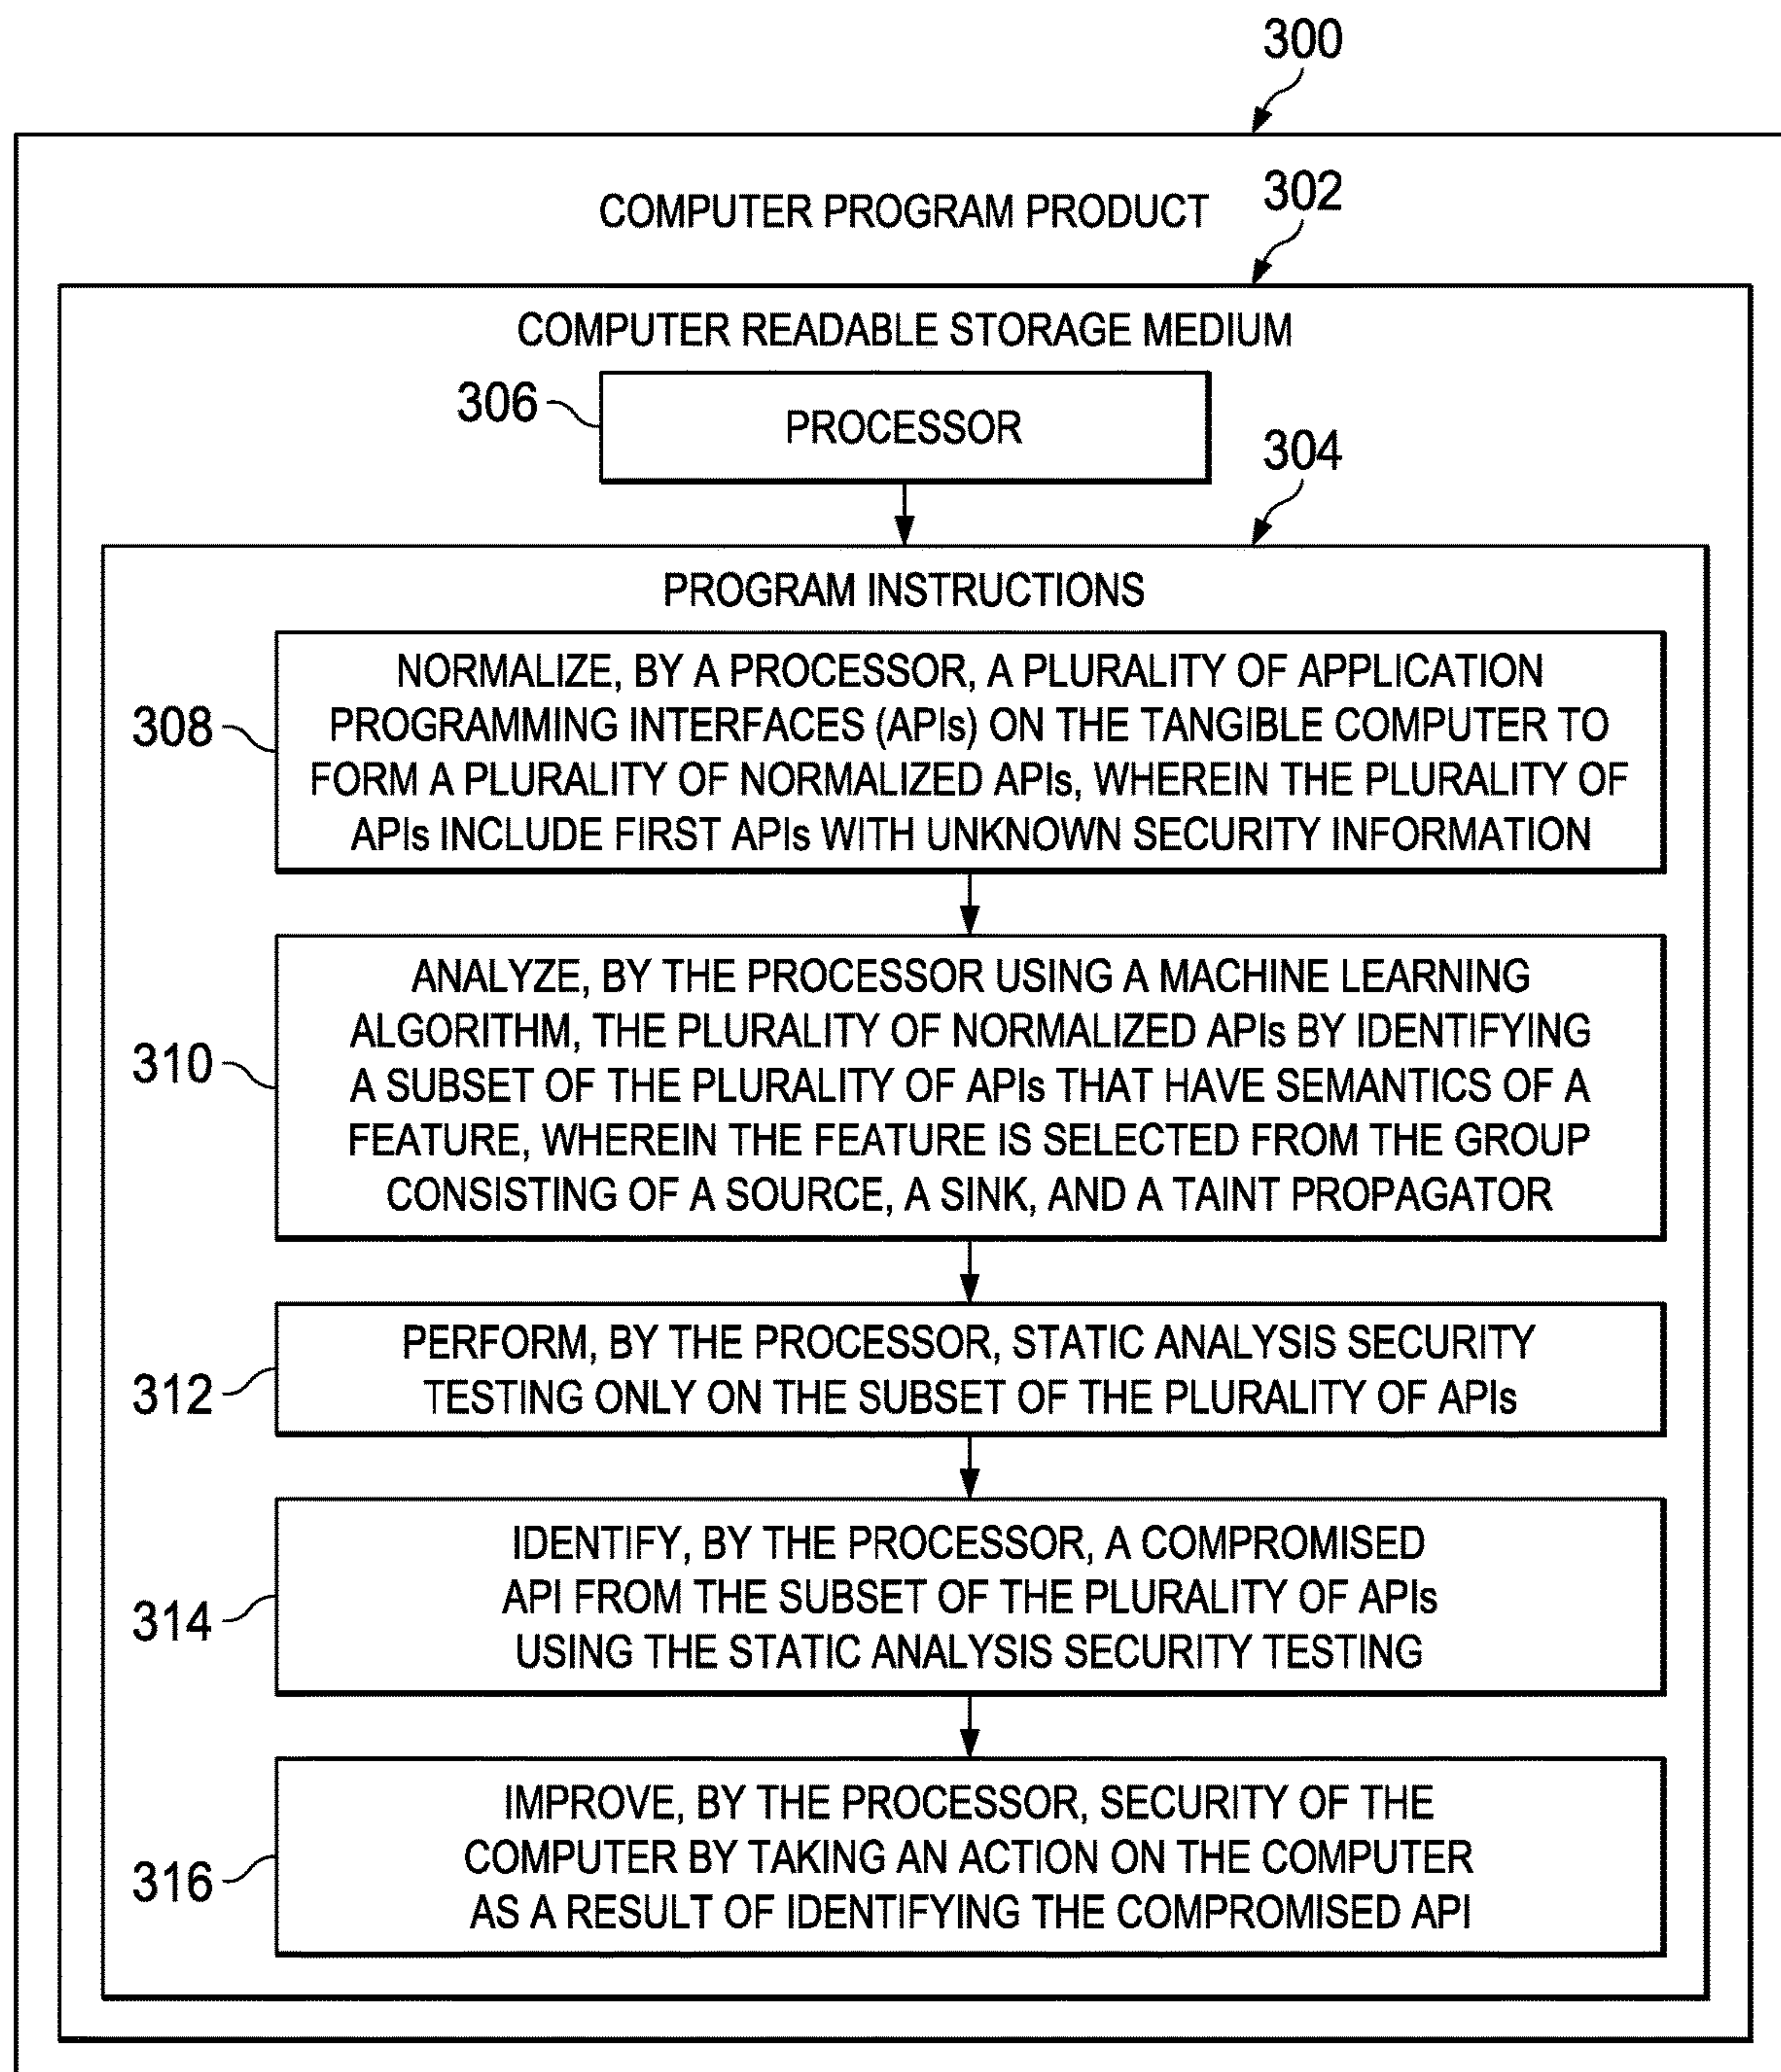 300
COMPUTER PROGRAM PRODUCT
302
COMPUTER READABLE STORAGE MEDIUM
306
PROCESSOR
304
PROGRAM INSTRUCTIONS
308
NORMALIZE, BY A PROCESSOR, A PLURALITY OF APPLICATION
PROGRAMMING INTERFACES (APIs) ON THE TANGIBLE COMPUTER TO
FORM A PLURALITY OF NORMALIZED APIs, WHEREIN THE PLURALITY OF
APIs INCLUDE FIRST APIs WITH UNKNOWN SECURITY INFORMATION
310
ANALYZE, BY THE PROCESSOR USING A MACHINE LEARNING
ALGORITHM, THE PLURALITY OF NORMALIZED APIs BY IDENTIFYING
A SUBSET OF THE PLURALITY OF APIs THAT HAVE SEMANTICS OF A
FEATURE, WHEREIN THE FEATURE IS SELECTED FROM THE GROUP
CONSISTING OF A SOURCE, A SINK, AND A TAINT PROPAGATOR
312
PERFORM, BY THE PROCESSOR, STATIC ANALYSIS SECURITY
TESTING ONLY ON THE SUBSET OF THE PLURALITY OF APIs
314
IDENTIFY, BY THE PROCESSOR, A COMPROMISED
API FROM THE SUBSET OF THE PLURALITY OF APIs
USING THE STATIC ANALYSIS SECURITY TESTING
316
IMPROVE, BY THE PROCESSOR, SECURITY OF THE
COMPUTER BY TAKING AN ACTION ON THE COMPUTER
AS A RESULT OF IDENTIFYING THE COMPROMISED API